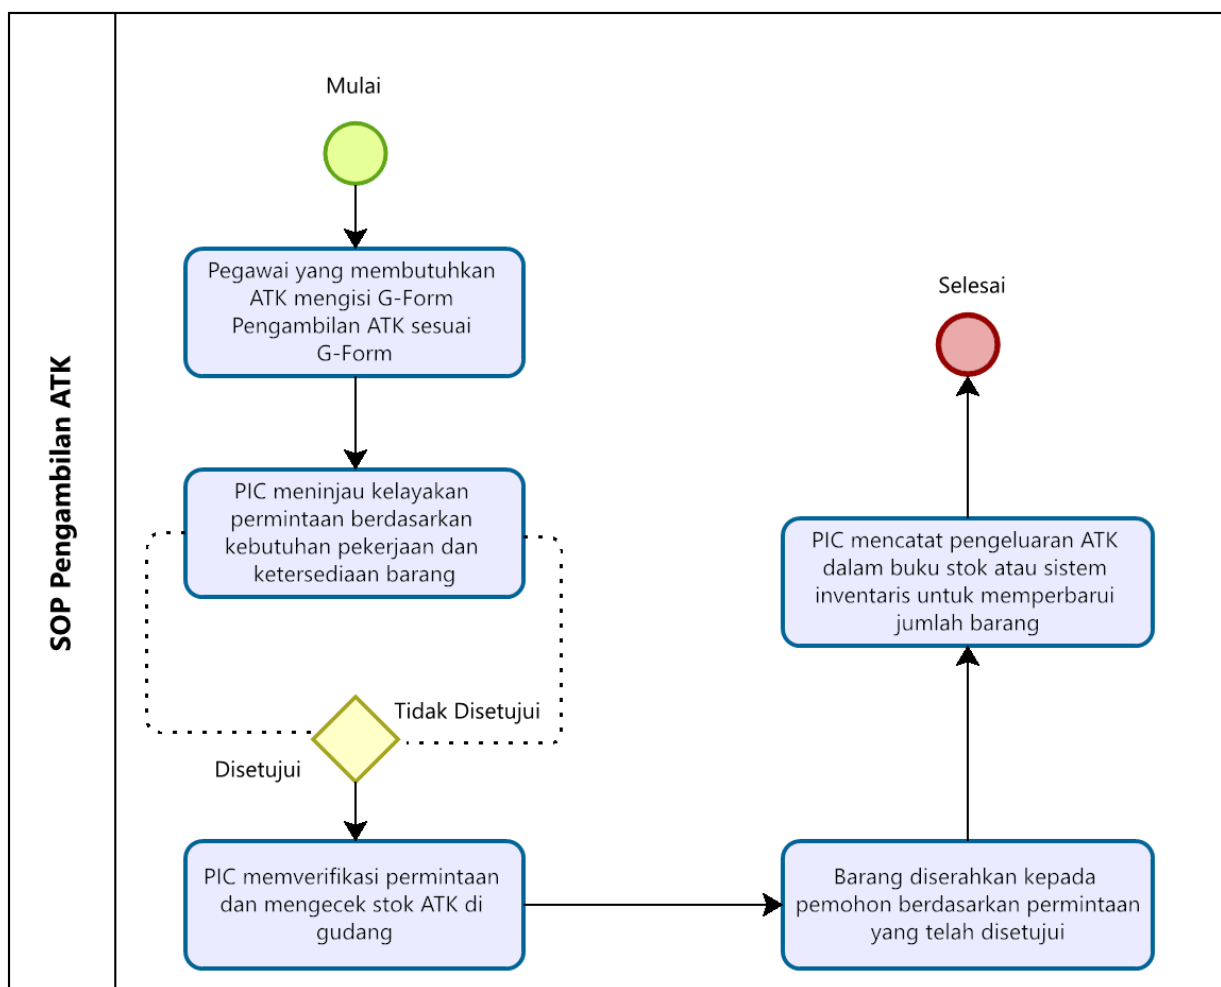 SOP Pengambilan ATK
Mulai
Pegawai yang membutuhkan
ATK mengisi G-Form
Pengambilan ATK sesuai
G-Form
PIC meninjau kelayakan
permintaan berdasarkan
kebutuhan pekerjaan dan
ketersediaan barang
Tidak Disetujui
Disetujui
PIC memverifikasi permintaan
dan mengecek stok ATK di
gudang
Barang diserahkan kepada
pemohon berdasarkan permintaan
yang telah disetujui
PIC mencatat pengeluaran ATK
dalam buku stok atau sistem
inventaris untuk memperbarui
jumlah barang
Selesai